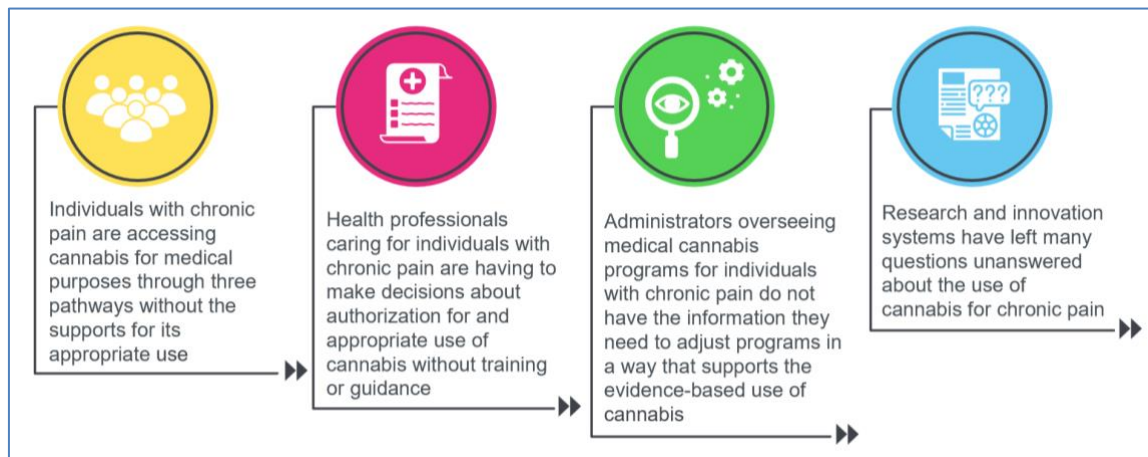 ???
Individuals with chronic
pain are accessing
cannabis for medical
purposes through three
pathways without the
supports for its
appropriate use
Health professionals
caring for individuals with
chronic pain are having to
make decisions about
authorization for and
appropriate use of
cannabis without training
or guidance
Administrators overseeing
medical cannabis
programs for individuals
with chronic pain do not
have the information they
need to adjust programs in
a way that supports the
evidence-based use of
cannabis
Research and innovation
systems have left many
questions unanswered
about the use of
cannabis for chronic pain